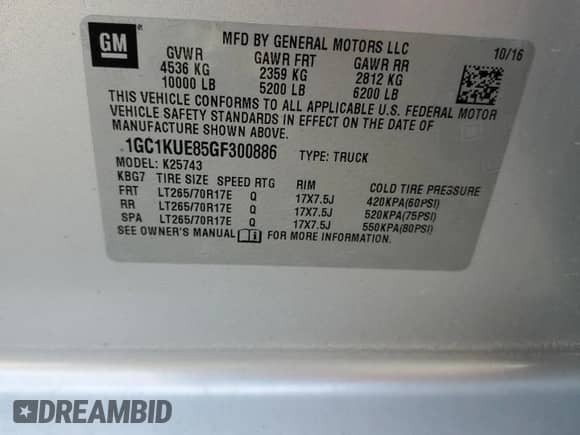 GM
MFD BY GENERAL MOTORS LLC 10/16
GVWR GAWR FRT GAWR RR
4536 KG 2359 KG 2812 KG
10000 LB 5200 LB 6200 LB
THIS VEHICLE CONFORMS TO ALL APPLICABLE U.S. FEDERAL MOTOR
VEHICLE SAFETY STANDARDS IN EFFECT ON THE DATE OF
MANUFACTURE SHOWN ABOVE.
1GC1KUE85GF300886 TYPE: TRUCK
MODEL: K25743
KBG7 TIRE SIZE SPEED RTG RIM COLD TIRE PRESSURE
FRT LT265/70R17E Q 17X7.5J 420KPA(60PSI)
RR LT265/70R17E Q 17X7.5J 520KPA(75PSI)
SPA LT265/70R17E Q 17X7.5J 550KPA(80PSI)
SEE OWNER'S MANUAL FOR MORE INFORMATION.
DREAMBID